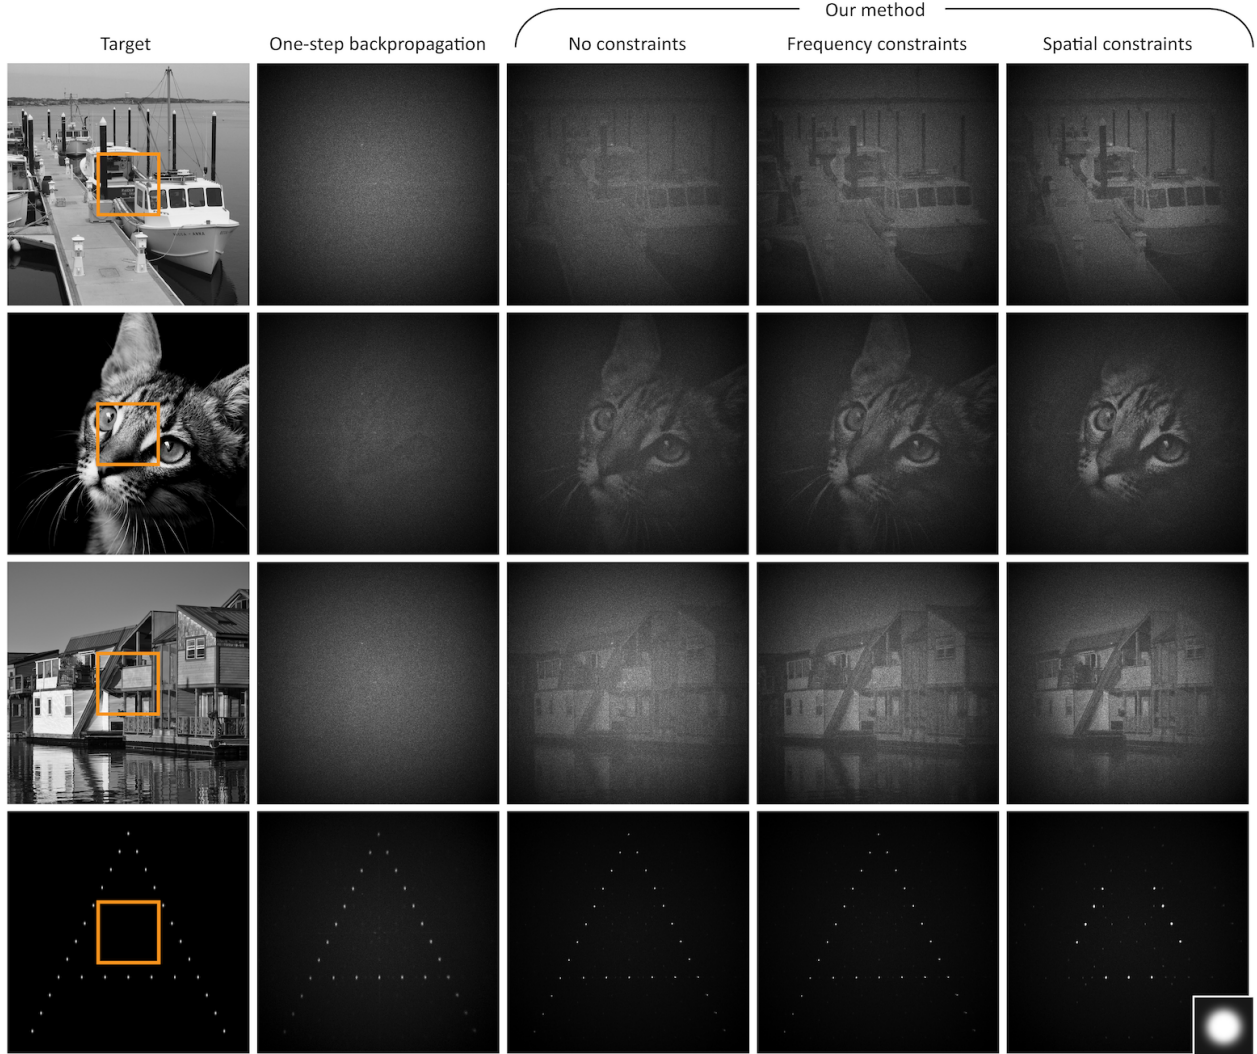 Our method
Target
One-step backpropagation
No constraints
Frequency constraints
Spatial constraints